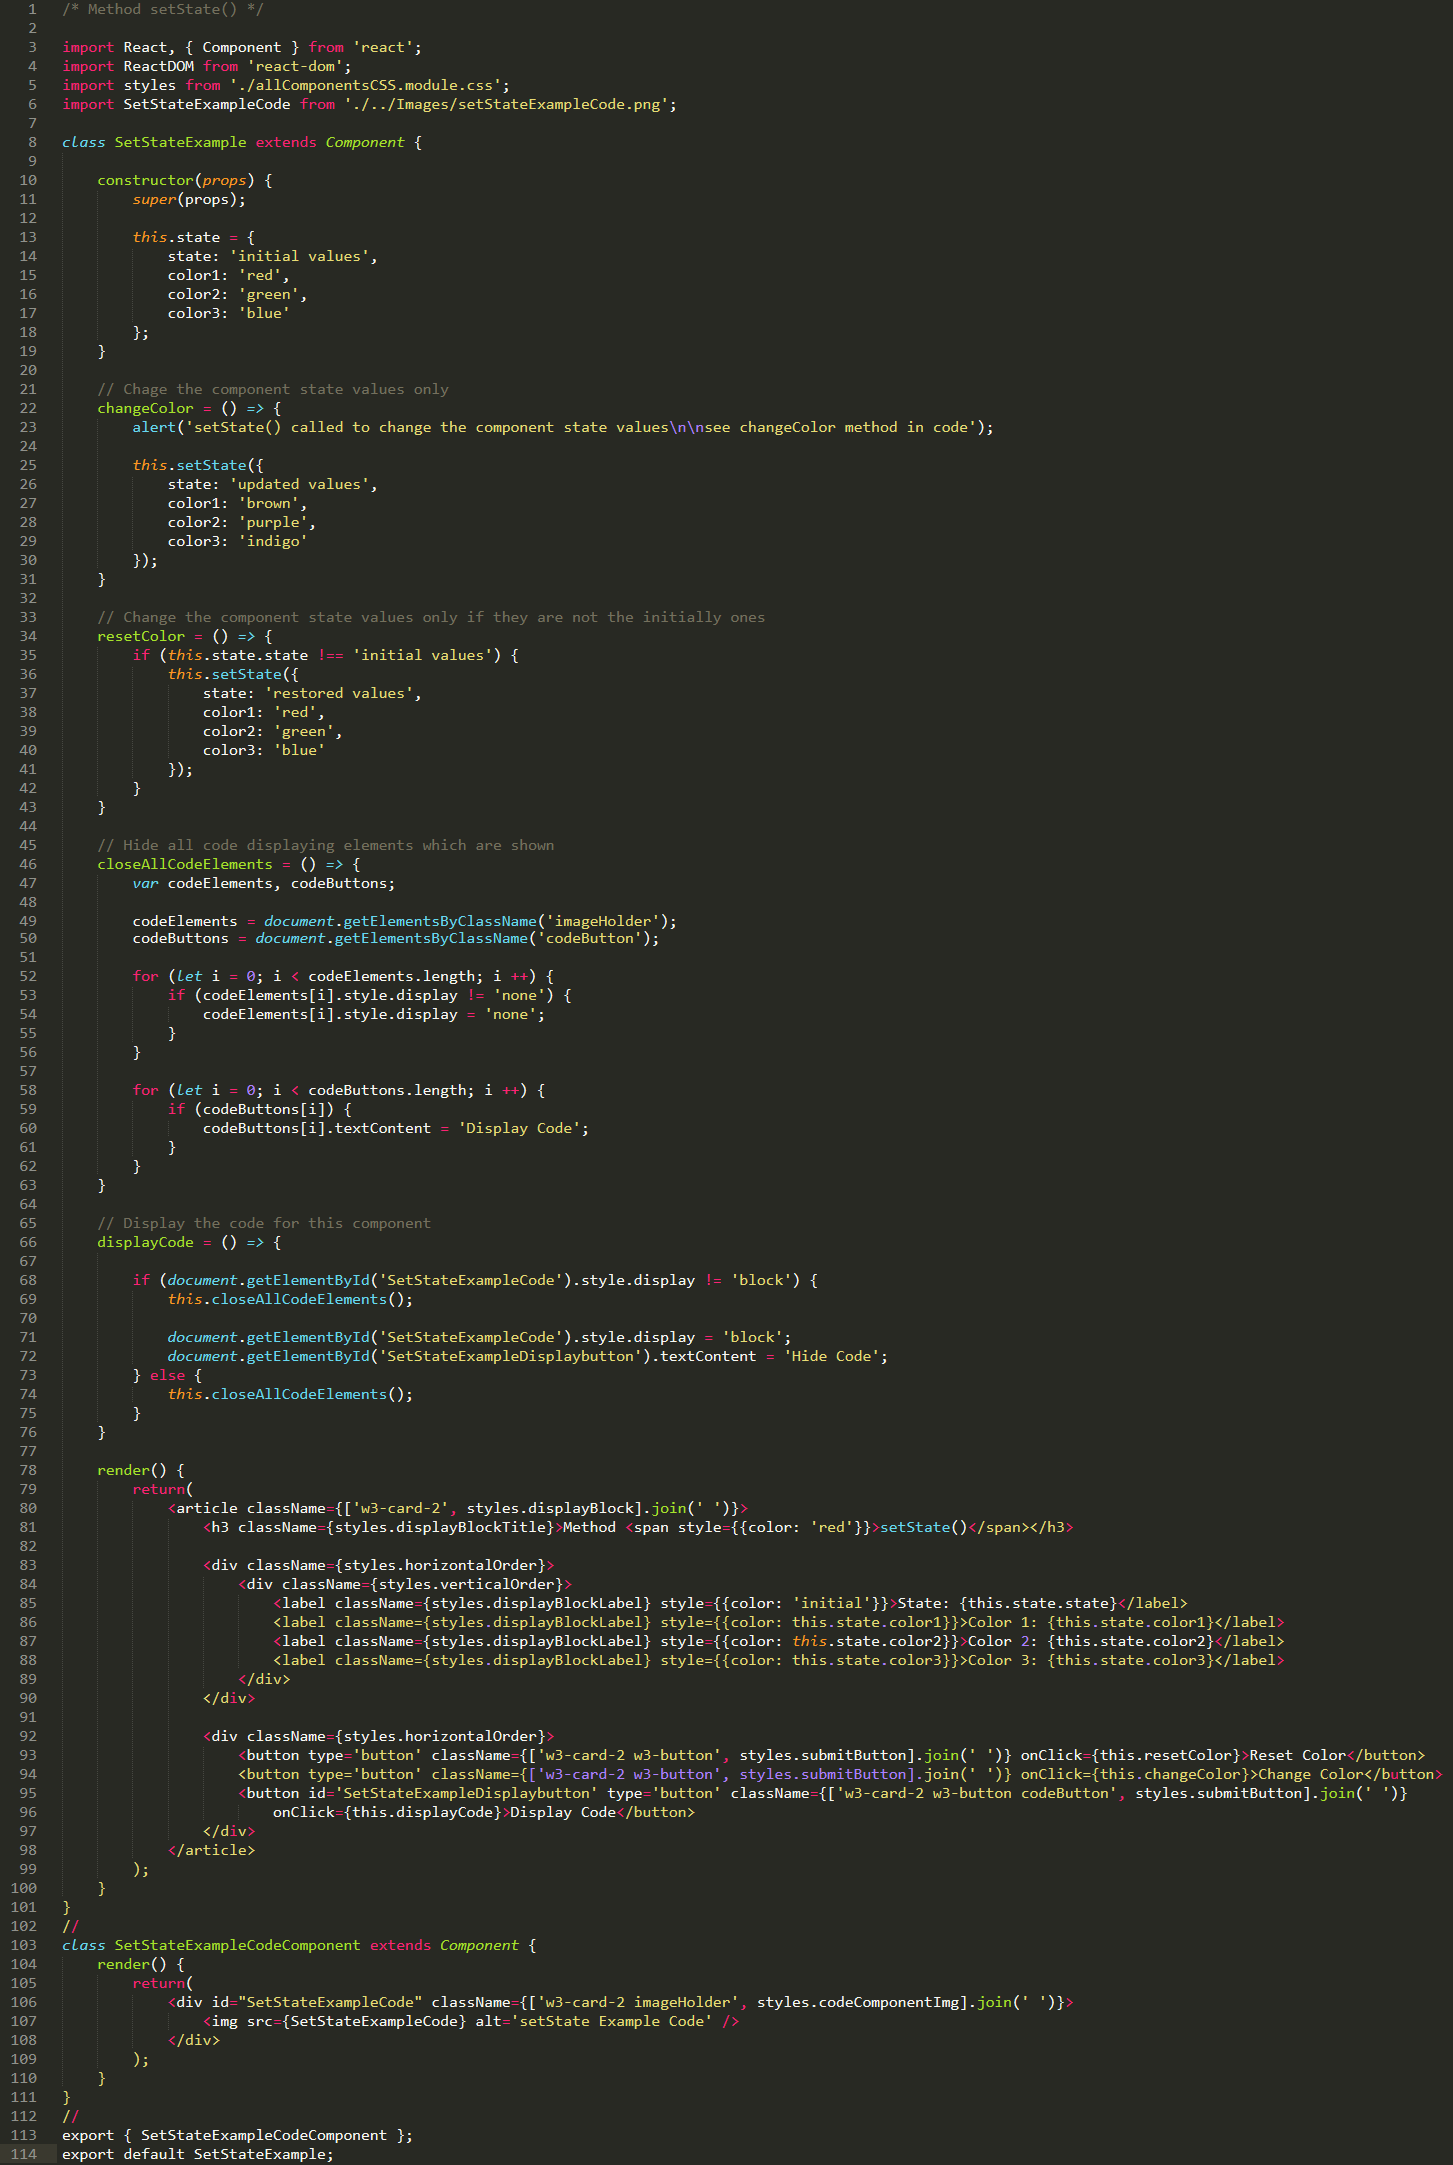 1 /* Method setState() */
2
3 import React, { Component } from 'react';
4 import ReactDOM from 'react-dom';
5 import styles from './allComponentsCSS.module.css';
6 import SetStateExampleCode from './../Images/setStateExampleCode.png';
7
8 class SetStateExample extends Component {
9
10 constructor(props) {
11 super(props);
12
13 this.state = {
14 state: 'initial values',
15 color1: 'red',
16 color2: 'green',
17 color3: 'blue'
18 };
19 }
20
21 // Chage the component state values only
22 changeColor = () => {
23 alert('setState() called to change the component state values\n\nsee changeColor method in code');
24
25 this.setState({
26 state: 'updated values',
27 color1: 'brown',
28 color2: 'purple',
29 color3: 'indigo'
30 });
31 }
32
33 // Change the component state values only if they are not the initially ones
34 resetColor = () => {
35 if (this.state.state !== 'initial values') {
36 this.setState({
37 state: 'restored values',
38 color1: 'red',
39 color2: 'green',
40 color3: 'blue'
41 });
42 }
43 }
44
45 // Hide all code displaying elements which are shown
46 closeAllCodeElements = () => {
47 var codeElements, codeButtons;
48
49 codeElements = document.getElementsByClassName('imageHolder');
50 codeButtons = document.getElementsByClassName('codeButton');
51
52 for (let i = 0; i < codeElements.length; i ++) {
53 if (codeElements[i].style.display != 'none') {
54 codeElements[i].style.display = 'none';
55 }
56 }
57
58 for (let i = 0; i < codeButtons.length; i ++) {
59 if (codeButtons[i]) {
60 codeButtons[i].textContent = 'Display Code';
61 }
62 }
63 }
64
65 // Display the code for this component
66 displayCode = () => {
67
68 if (document.getElementById('SetStateExampleCode').style.display != 'block') {
69 this.closeAllCodeElements();
70
71 document.getElementById('SetStateExampleCode').style.display = 'block';
72 document.getElementById('SetStateExampleDisplaybutton').textContent = 'Hide Code';
73 } else {
74 this.closeAllCodeElements();
75 }
76 }
77
78 render() {
79 return(
80 <article className={['w3-card-2', styles.displayBlock].join(' ')}>
81 <h3 className={styles.displayBlockTitle}>Method <span style={{color: 'red'}}>setState()</span></h3>
82
83 <div className={styles.horizontalOrder}>
84 <div className={styles.verticalOrder}>
85 <label className={styles.displayBlockLabel} style={{color: 'initial'}}>State: {this.state.state}</label>
86 <label className={styles.displayBlockLabel} style={{color: this.state.color1}}>Color 1: {this.state.color1}</label>
87 <label className={styles.displayBlockLabel} style={{color: this.state.color2}}>Color 2: {this.state.color2}</label>
88 <label className={styles.displayBlockLabel} style={{color: this.state.color3}}>Color 3: {this.state.color3}</label>
89 </div>
90 </div>
91
92 <div className={styles.horizontalOrder}>
93 <button type='button' className={['w3-card-2 w3-button', styles.submitButton].join(' ')} onClick={this.resetColor}>Reset Color</button>
94 <button type='button' className={['w3-card-2 w3-button', styles.submitButton].join(' ')} onClick={this.changeColor}>Change Color</button>
95 <button id='SetStateExampleDisplaybutton' type='button' className={['w3-card-2 w3-button codeButton', styles.submitButton].join(' ')}
96 onClick={this.displayCode}>Display Code</button>
97 </div>
98 </article>
99 );
100 }
101 }
102 //
103 class SetStateExampleCodeComponent extends Component {
104 render() {
105 return(
106 <div id="SetStateExampleCode" className={['w3-card-2 imageHolder', styles.codeComponentImg].join(' ')}>
107 <img src={SetStateExampleCode} alt='setState Example Code' />
108 </div>
109 );
110 }
111 }
112 //
113 export { SetStateExampleCodeComponent };
114 export default SetStateExample;